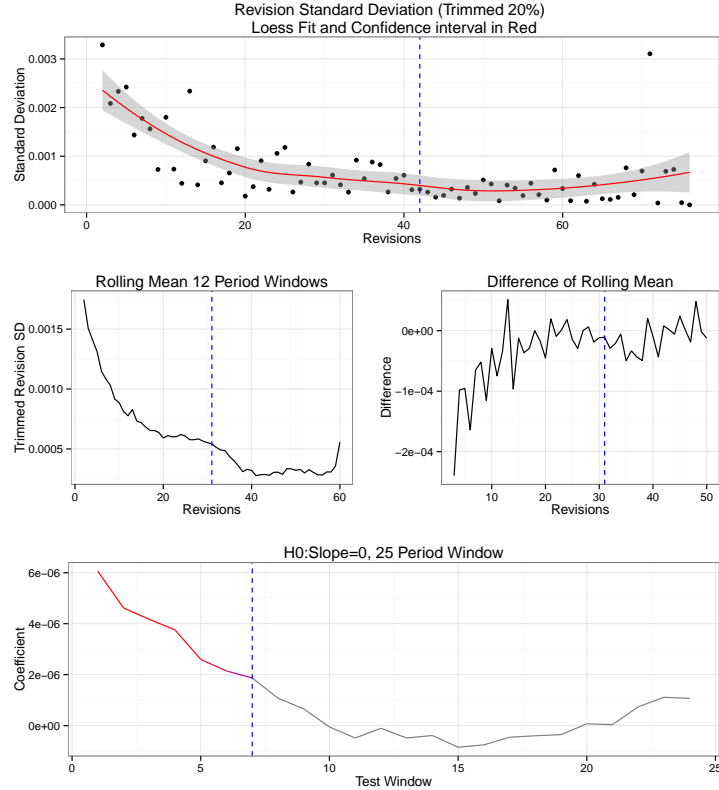 Revision Standard Deviation (Trimmed 20%)
Loess Fit and Confidence interval in Red
Standard Deviation
0.003
0.002
0.001
0.000
0 20 40 60
Revisions
Rolling Mean 12 Period Windows
Trimmed Revision SD
0.0015
0.0010
0.0005
0 20 40 60
Revisions
Difference of Rolling Mean
Difference
0e+00
−1e−04
−2e−04
10 20 30 40 50
Revisions
H0:Slope=0, 25 Period Window
Coefficient
6e−06
4e−06
2e−06
0e+00
0 5 10 15 20 25
Test Window